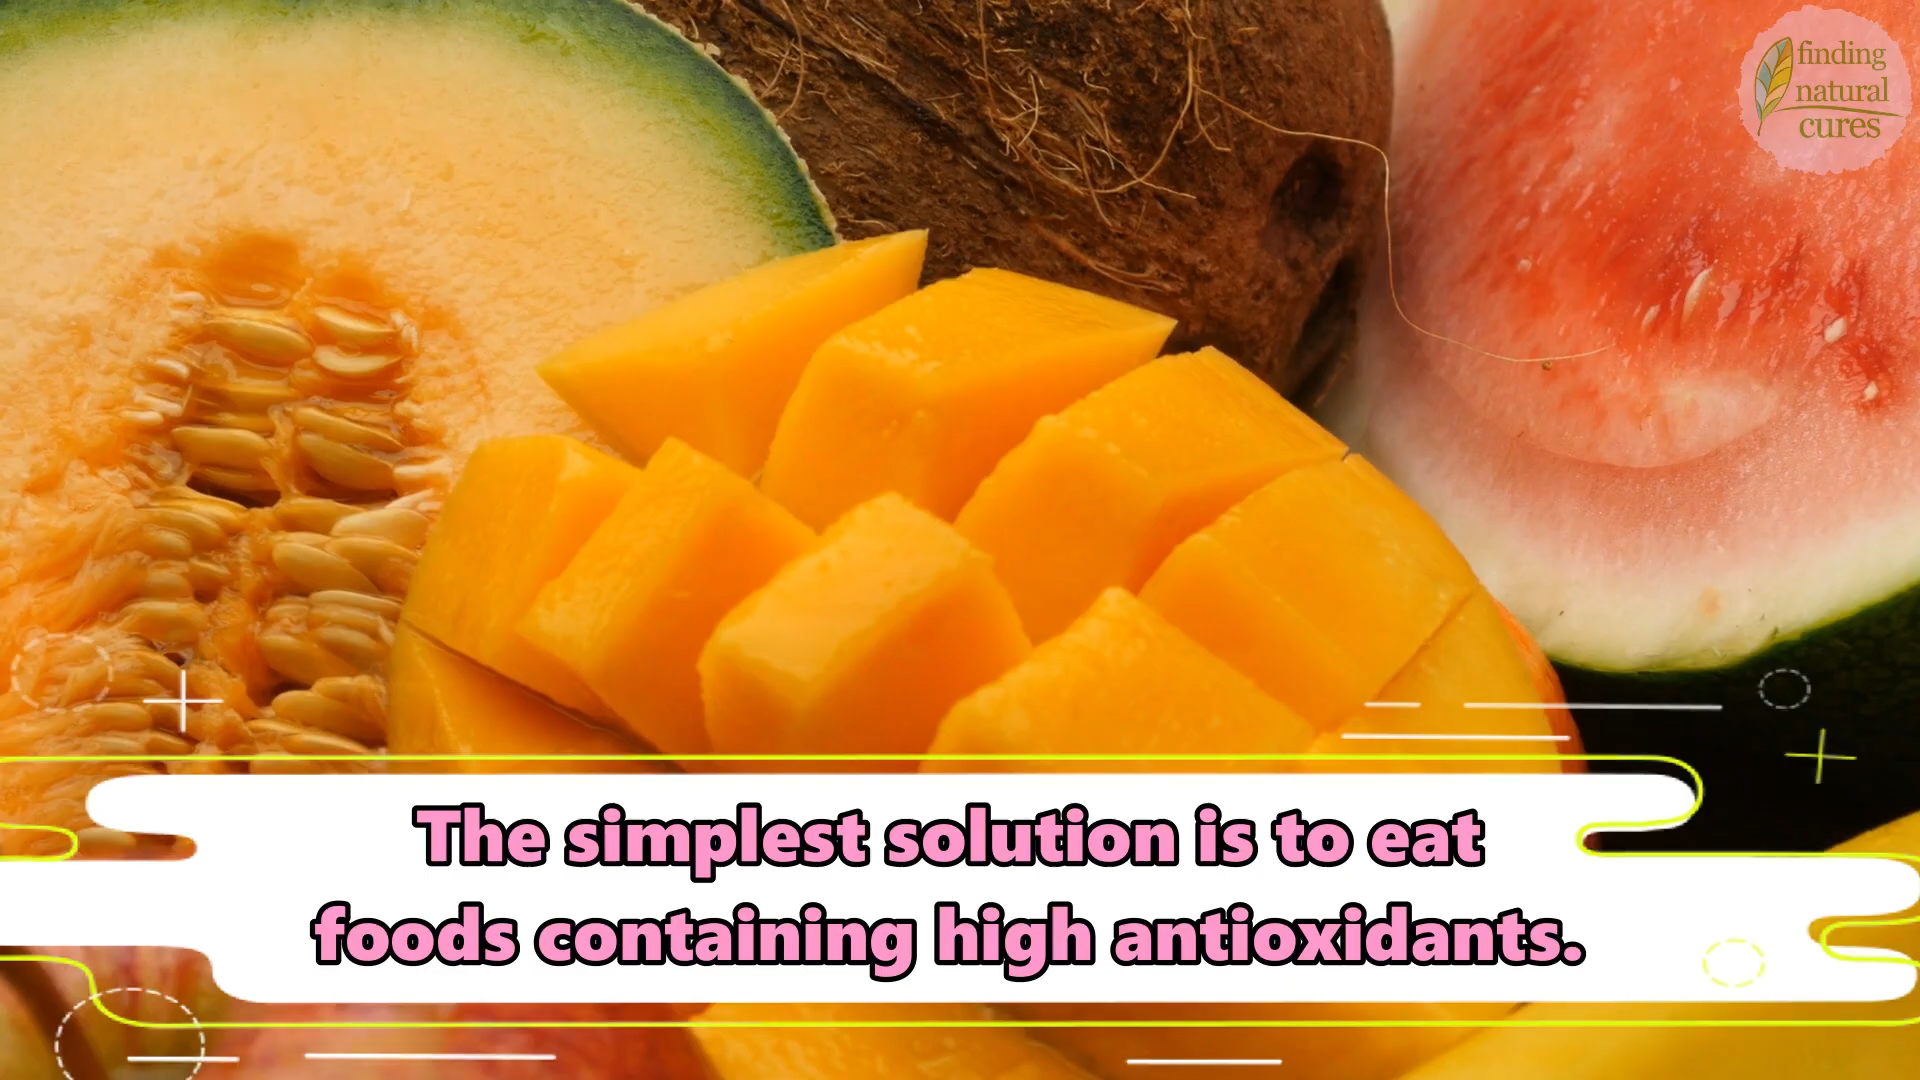 finding
natural
cures
The simplest solution is to eat
foods containing high antioxidants.